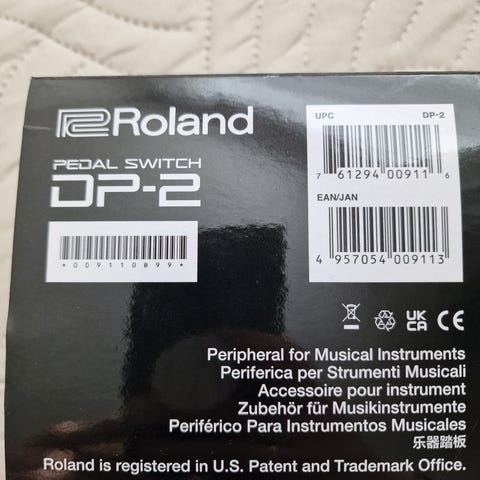 Roland
PEDAL SWITCH
DP-2
*009110899*
UPC DP-2
7 61294 00911 6
EAN/JAN
4 957054 009113
UK
CA CE
Peripheral for Musical Instruments
Periferica per Strumenti Musicali
Accessoire pour instrument
Zubehör für Musikinstrumente
Periférico Para Instrumentos Musicales
乐器踏板
Roland is registered in U.S. Patent and Trademark Office.